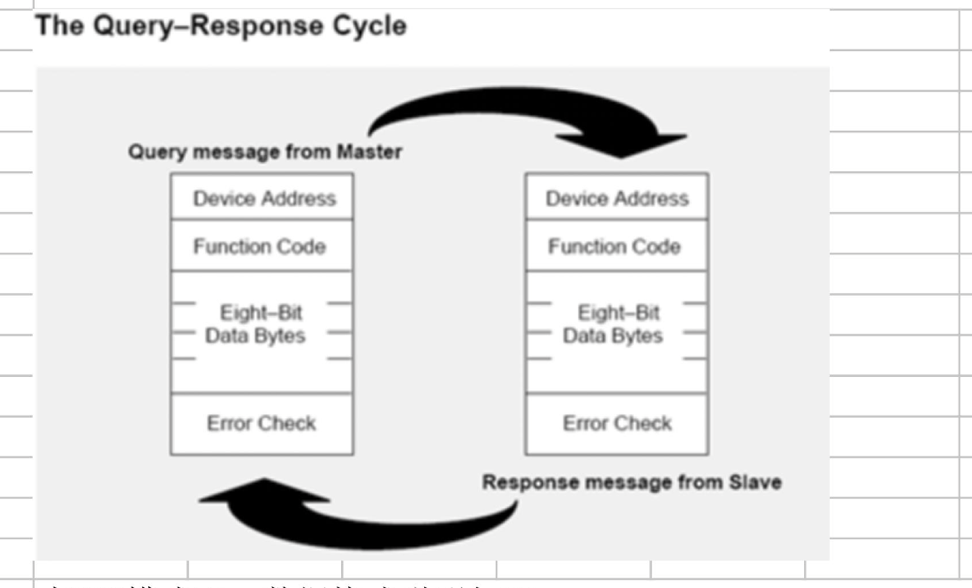 The Query–Response Cycle
Query message from Master
Device Address
Function Code
Eight–Bit
Data Bytes
Error Check
Device Address
Function Code
Eight–Bit
Data Bytes
Error Check
Response message from Slave